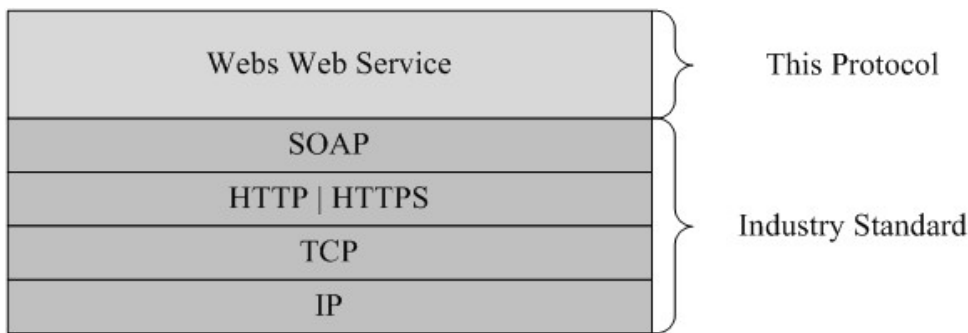 Webs Web Service
This Protocol
SOAP
HTTP | HTTPS
TCP
IP
Industry Standard